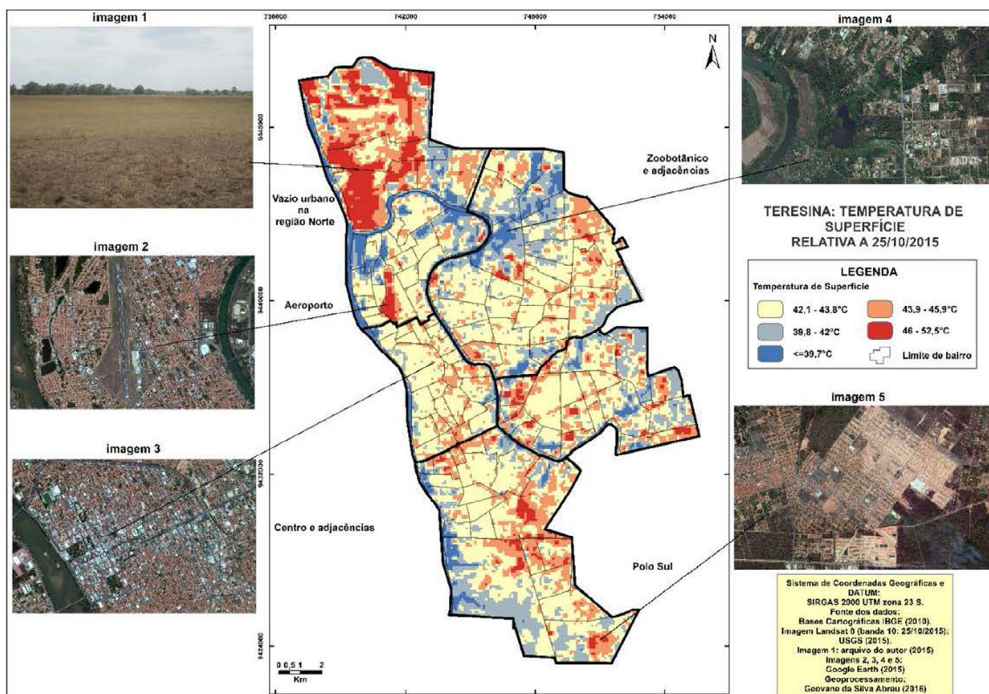 imagem 1
736000
742000
748000
754000
imagem 4
N
9448000
9440000
9432000
9424000
Zoobotânico
e adjacências
Vazio urbano
na
região Norte
imagem 2
Aeroporto
imagem 3
Centro e adjacências
Polo Sul
0 0,5 1 2
Km
TERESINA: TEMPERATURA DE
SUPERFÍCIE
RELATIVA A 25/10/2015
LEGENDA
Temperatura de Superfície
42,1 - 43,8°C
43,9 - 45,9°C
39,8 - 42°C
46 - 52,5°C
<=39,7°C
Limite de bairro
imagem 5
Sistema de Coordenadas Geográficas e
DATUM:
SIRGAS 2000 UTM zona 23 S.
Fonte dos dados:
Bases Cartográficas IBGE (2010).
Imagem Landsat 8 (banda 10: 25/10/2015):
USGS (2015).
Imagem 1: arquivo do autor (2015)
Imagens 2, 3, 4 e 5:
Google Earth (2015)
Geoprocessamento:
Geovano da Silva Abreu (2016)